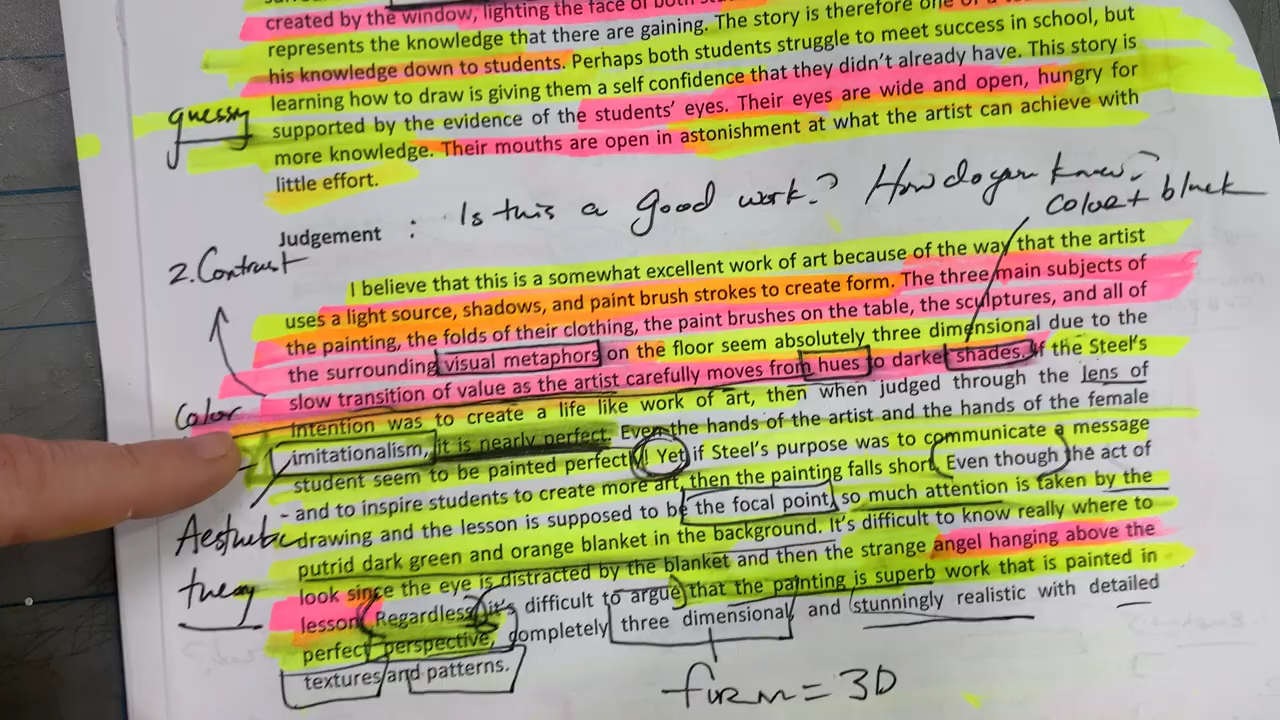 created by the window, lighting the face of both
represents the knowledge that there are gaining. The story is therefore one of a
his knowledge down to students. Perhaps both students struggle to meet success in school, but
learning how to draw is giving them a self confidence that they didn't already have. This story is
guessy
supported by the evidence of the students' eyes. Their eyes are wide and open, hungry for
more knowledge. Their mouths are open in astonishment at what the artist can achieve with
little effort.
Judgement : Is this a good work? How do you know?
color + black
2. Contrast
I believe that this is a somewhat excellent work of art because of the way that the artist
uses a light source, shadows, and paint brush strokes to create form. The three main subjects of
the painting, the folds of their clothing, the paint brushes on the table, the sculptures, and all of
the surrounding visual metaphors on the floor seem absolutely three dimensional due to the
slow transition of value as the artist carefully moves from hues to darker shades. If the Steel's
Color
intention was to create a life like work of art, then when judged through the lens of
imitationalism, it is nearly perfect. Even the hands of the artist and the hands of the female
student seem to be painted perfectly! Yet if Steel's purpose was to communicate a message
- and to inspire students to create more art, then the painting falls short. Even though the act of
Aesthetic
drawing and the lesson is supposed to be the focal point, so much attention is taken by the
putrid dark green and orange blanket in the background. It's difficult to know really where to
theory
look since the eye is distracted by the blanket and then the strange angel hanging above the
lesson. Regardless, it's difficult to argue that the painting is superb work that is painted in
perfect perspective, completely three dimensional, and stunningly realistic with detailed
textures and patterns.
form = 3D